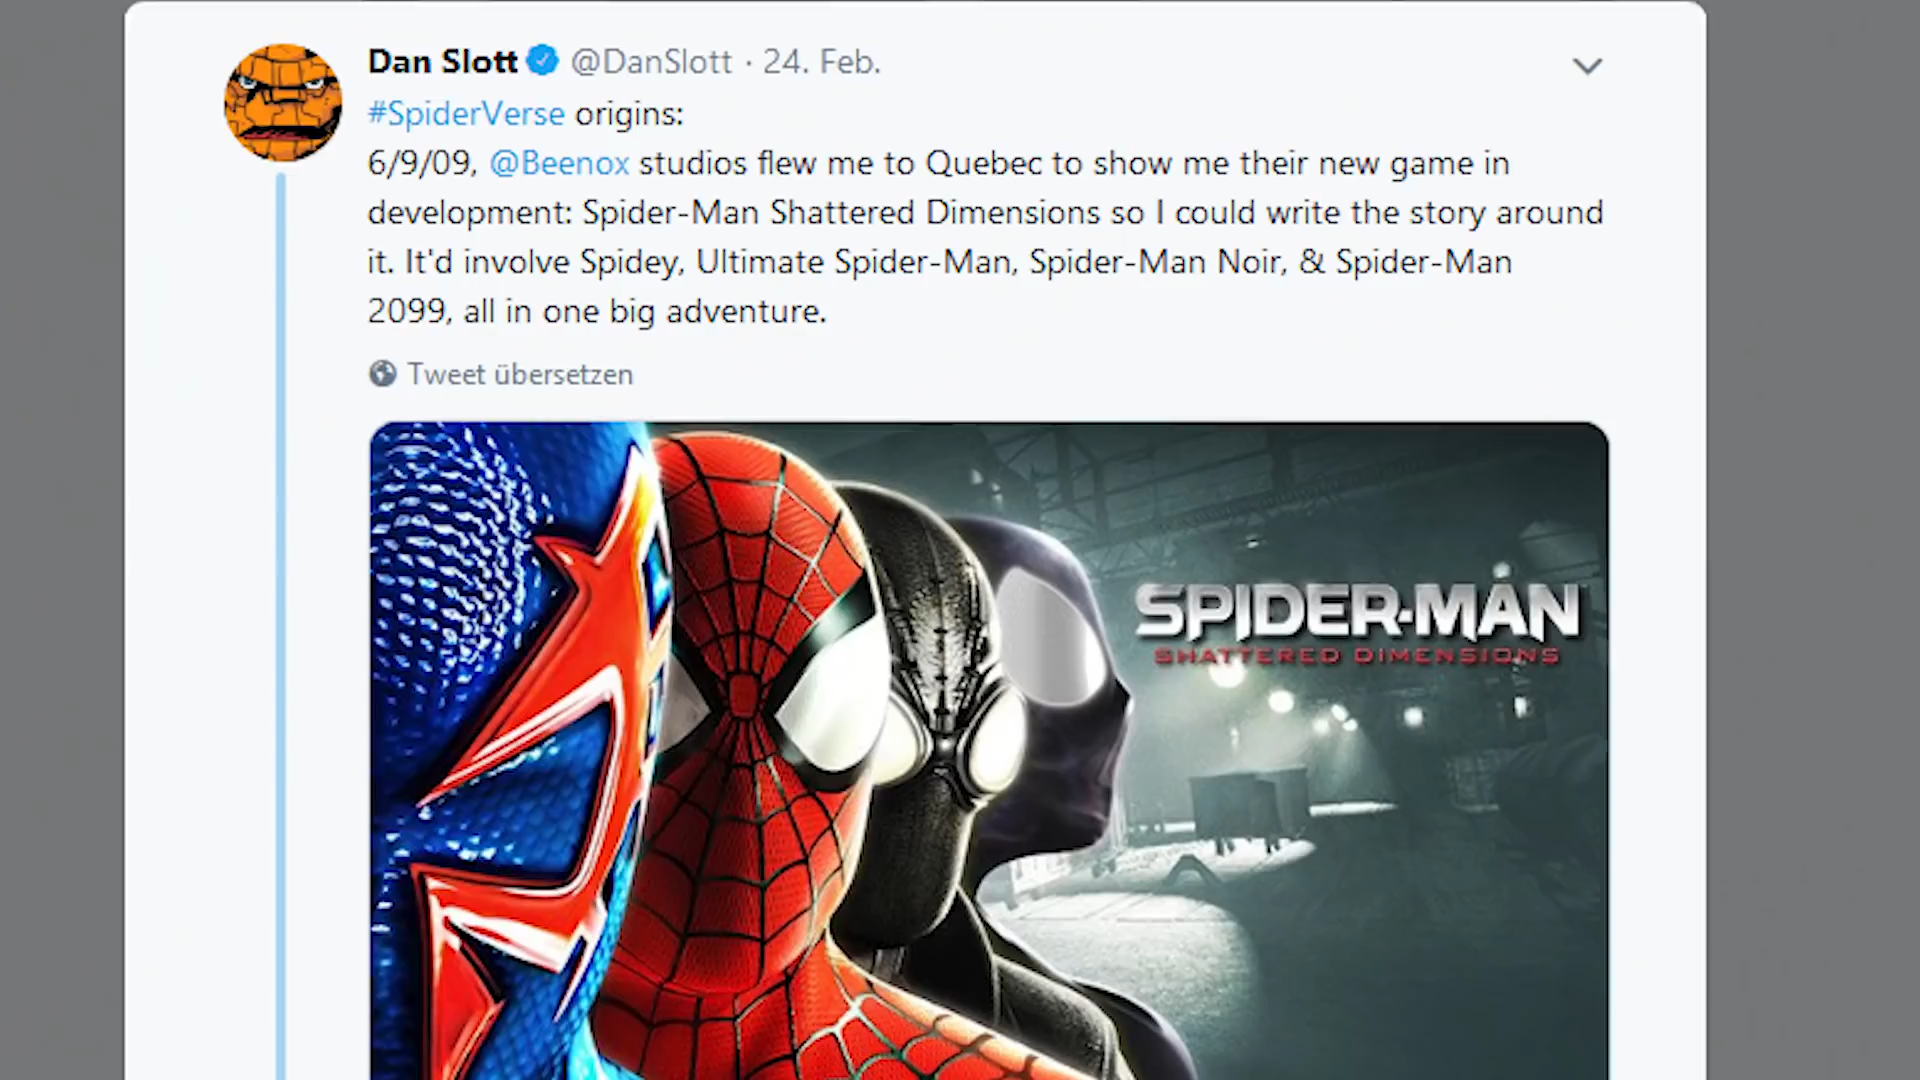 Dan Slott @DanSlott · 24. Feb.
#SpiderVerse origins:
6/9/09, @Beenox studios flew me to Quebec to show me their new game in
development: Spider-Man Shattered Dimensions so I could write the story around
it. It'd involve Spidey, Ultimate Spider-Man, Spider-Man Noir, & Spider-Man
2099, all in one big adventure.
Tweet übersetzen
SPIDER-MAN
SHATTERED DIMENSIONS